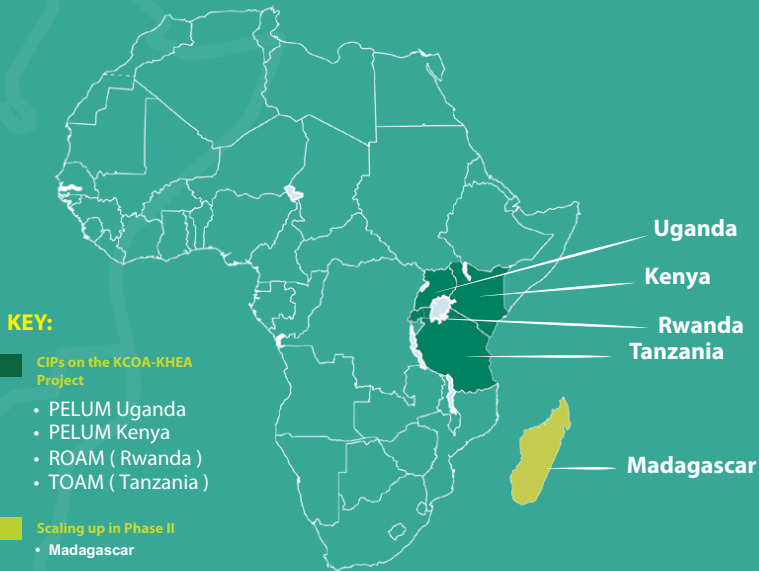 Uganda
Kenya
Rwanda
Tanzania
Madagascar
KEY:
CIPs on the KCOA-KHEA
Project
• PELUM Uganda
• PELUM Kenya
• ROAM ( Rwanda )
• TOAM ( Tanzania )
Scaling up in Phase II
• Madagascar